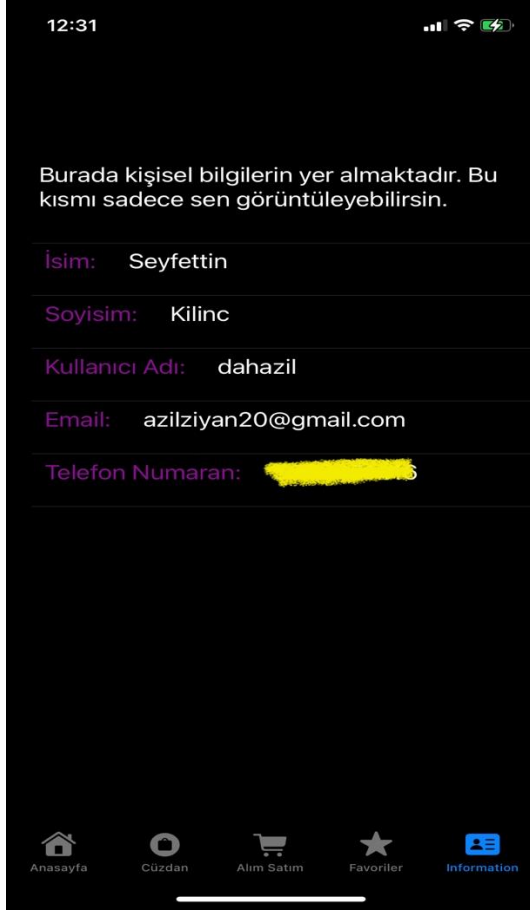 12:31
Burada kişisel bilgilerin yer almaktadır. Bu
kısmı sadece sen görüntüleyebilirsin.
İsim: Seyfettin
Soyisim: Kilinc
Kullanıcı Adı: dahazil
Email: azilziyan20@gmail.com
Telefon Numaran:
Anasayfa Cüzdan Alım Satım Favoriler Information